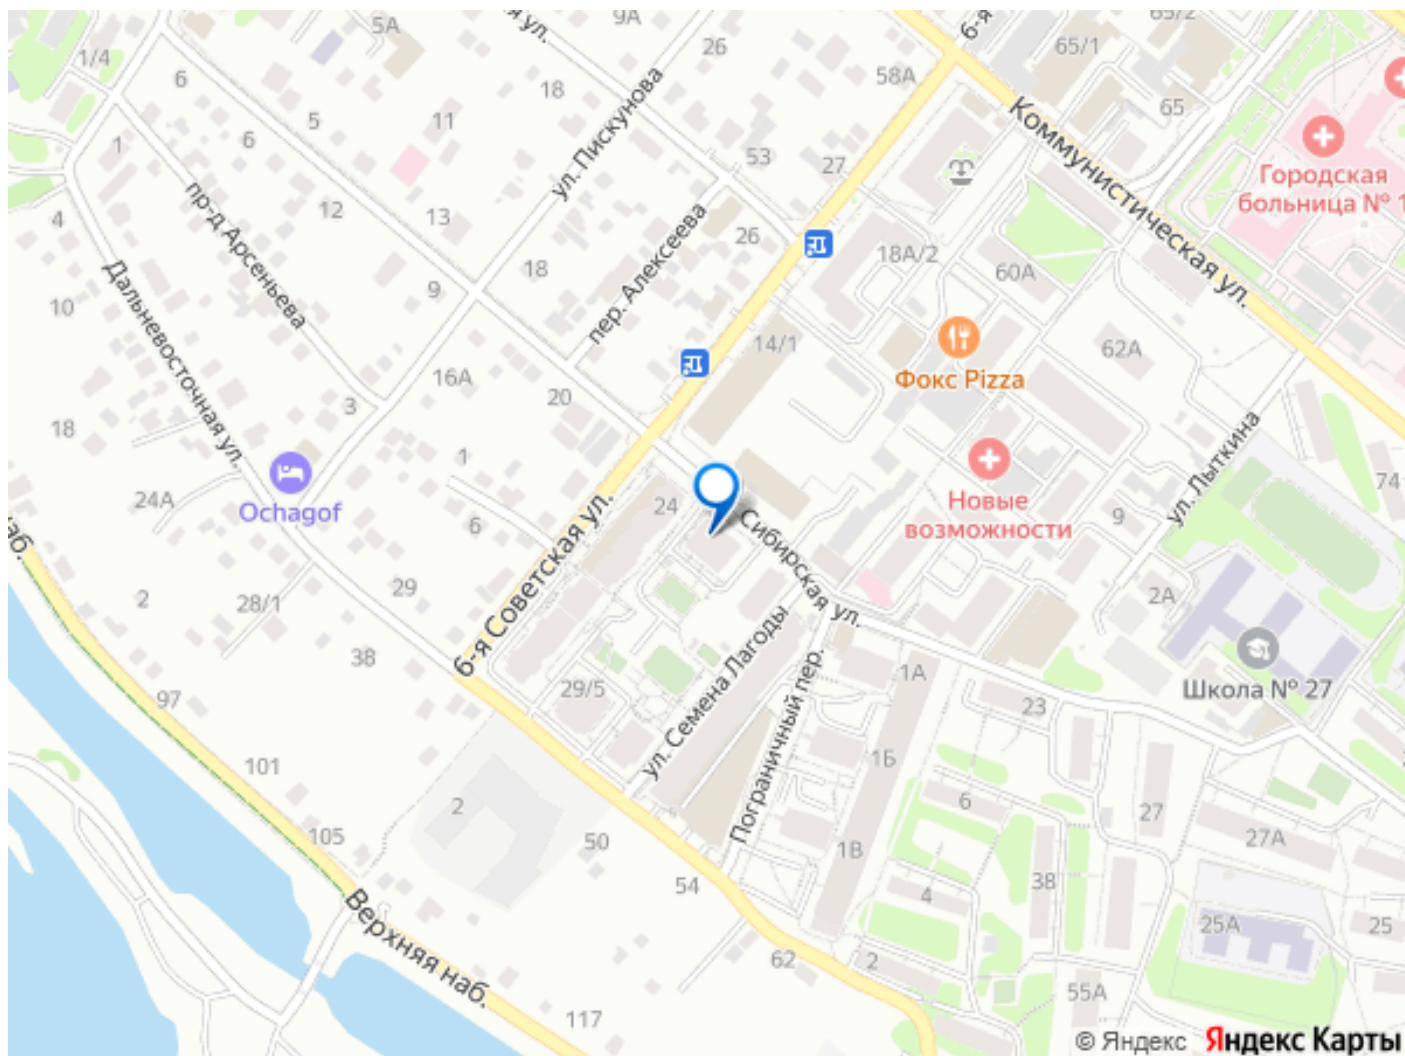 9А
65/2
5А
6-я
26
65/1
я ул.
1/4
58А
6
18
65
5
11
Коммунистическая ул.
6
ул. Пискунова
1
53
27
Городская
больница № 1
пр-д Арсеньева
12
13
пер. Алексеева
4
26
18А/2
18
60А
Дальневосточная ул.
10
9
14/1
62А
16А
Фокс Pizza
20
3
18
ул. Лыткина
1
74
24А
Ochagof
24
Новые
возможности
9
6
Сибирская ул.
аб.
6-я Советская ул.
29
2
28/1
2А
38
ул. Семена Лагоды
1А
29/5
Школа № 27
97
Пограничный пер.
23
1Б
101
2
6
27
105
50
1В
27А
54
38
4
Верхняя наб.
25А
25
62
2
55А
117
© Яндекс Яндекс Карты